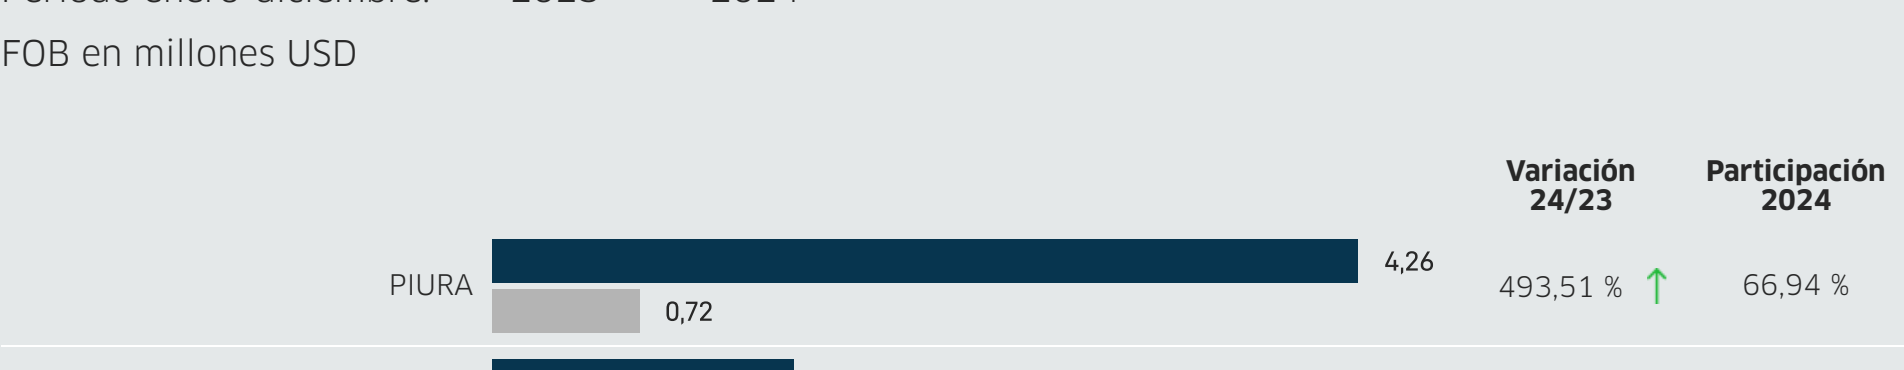 FOB en millones USD
Variación 24/23
Participación 2024
PIURA
4,26
0,72
493,51 %
66,94 %